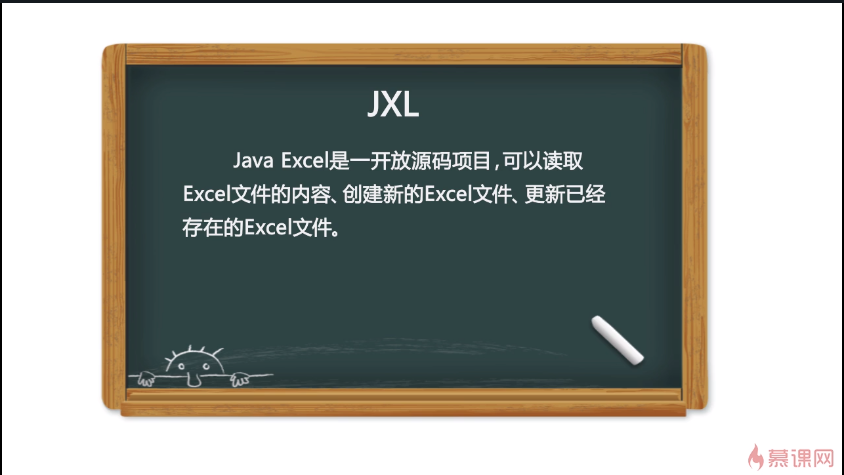 JXL
Java Excel是一开放源码项目,可以读取
Excel文件的内容、创建新的Excel文件、更新已经
存在的Excel文件。
慕课网